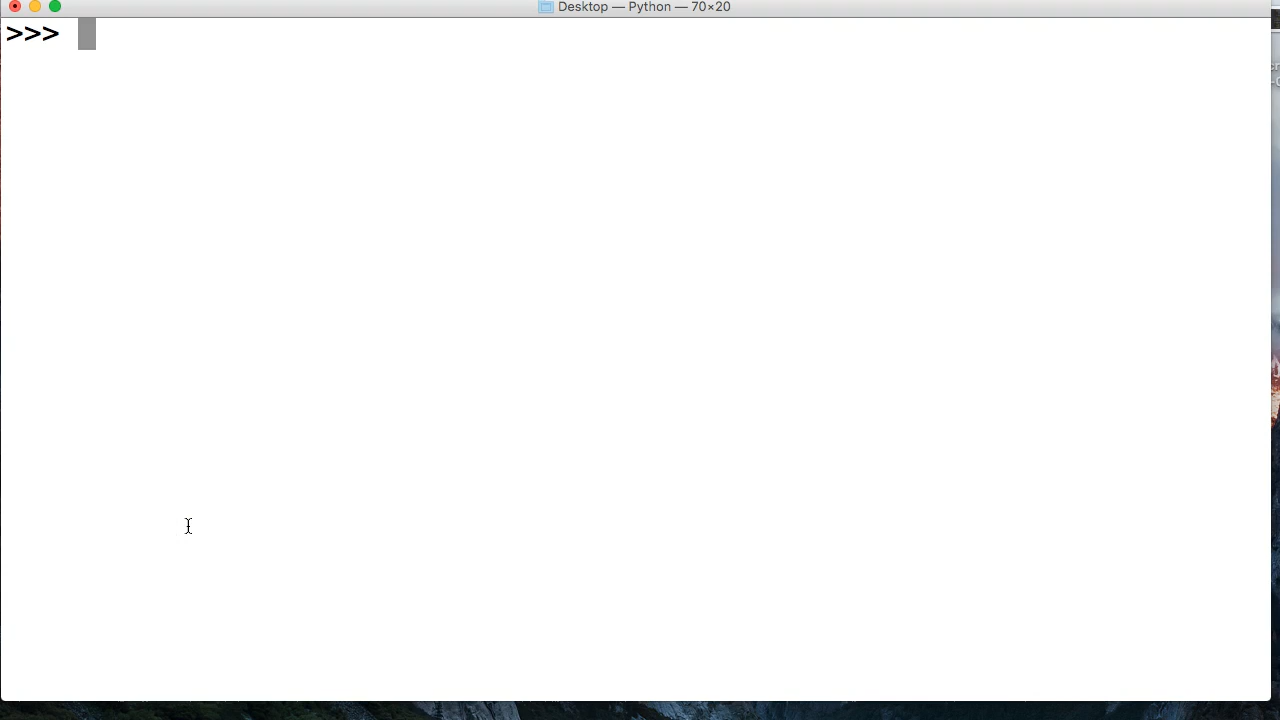 Desktop — Python — 70×20
>>>